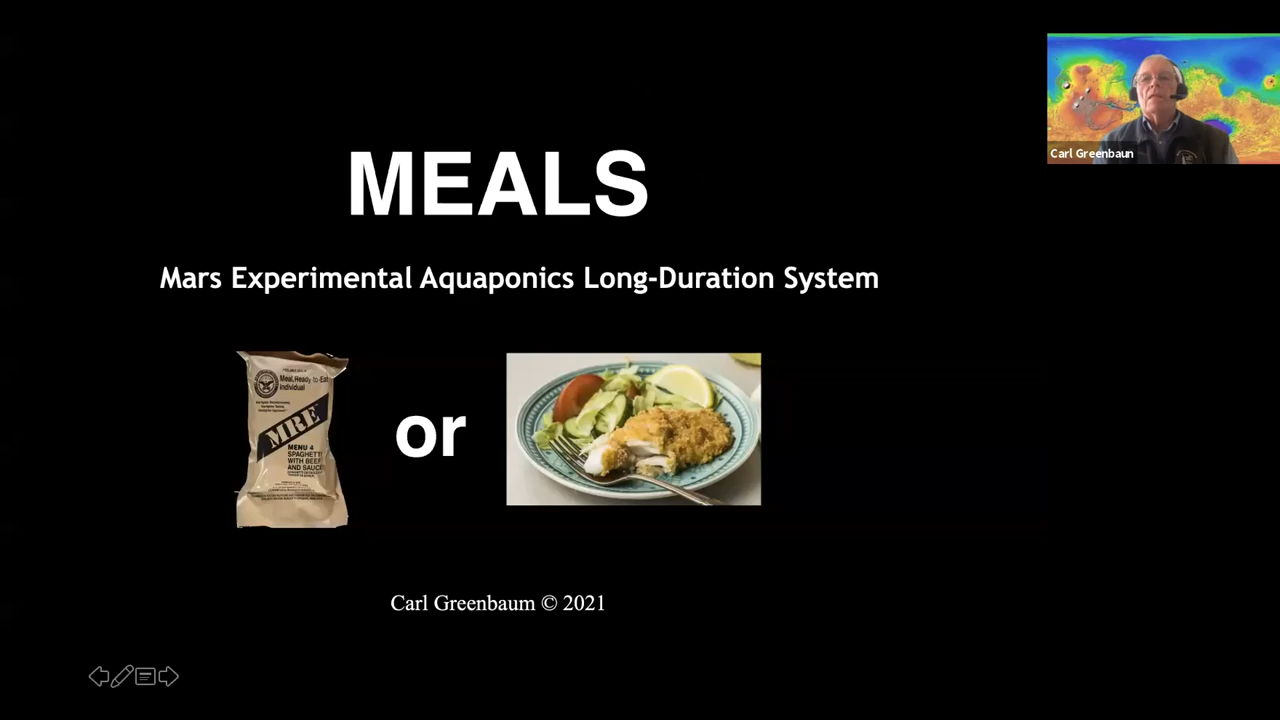 MEALS
Carl Greenbaun
Mars Experimental Aquaponics Long-Duration System
Meal, Ready-to-Eat
Individual
MRE
MENU 4
SPAGHETTI
WITH BEEF
AND SAUCE
or
Carl Greenbaum © 2021